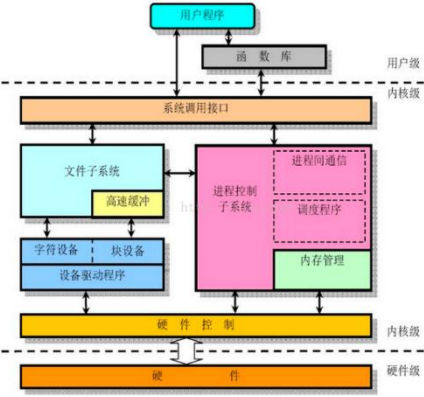 用户程序
函 数 库
用户级
内核级
系统调用接口
文件子系统
高速缓冲
进程控制
子系统
进程间通信
调度程序
内存管理
字符设备
块设备
设备驱动程序
硬 件 控 制
内核级
硬件级
硬 件